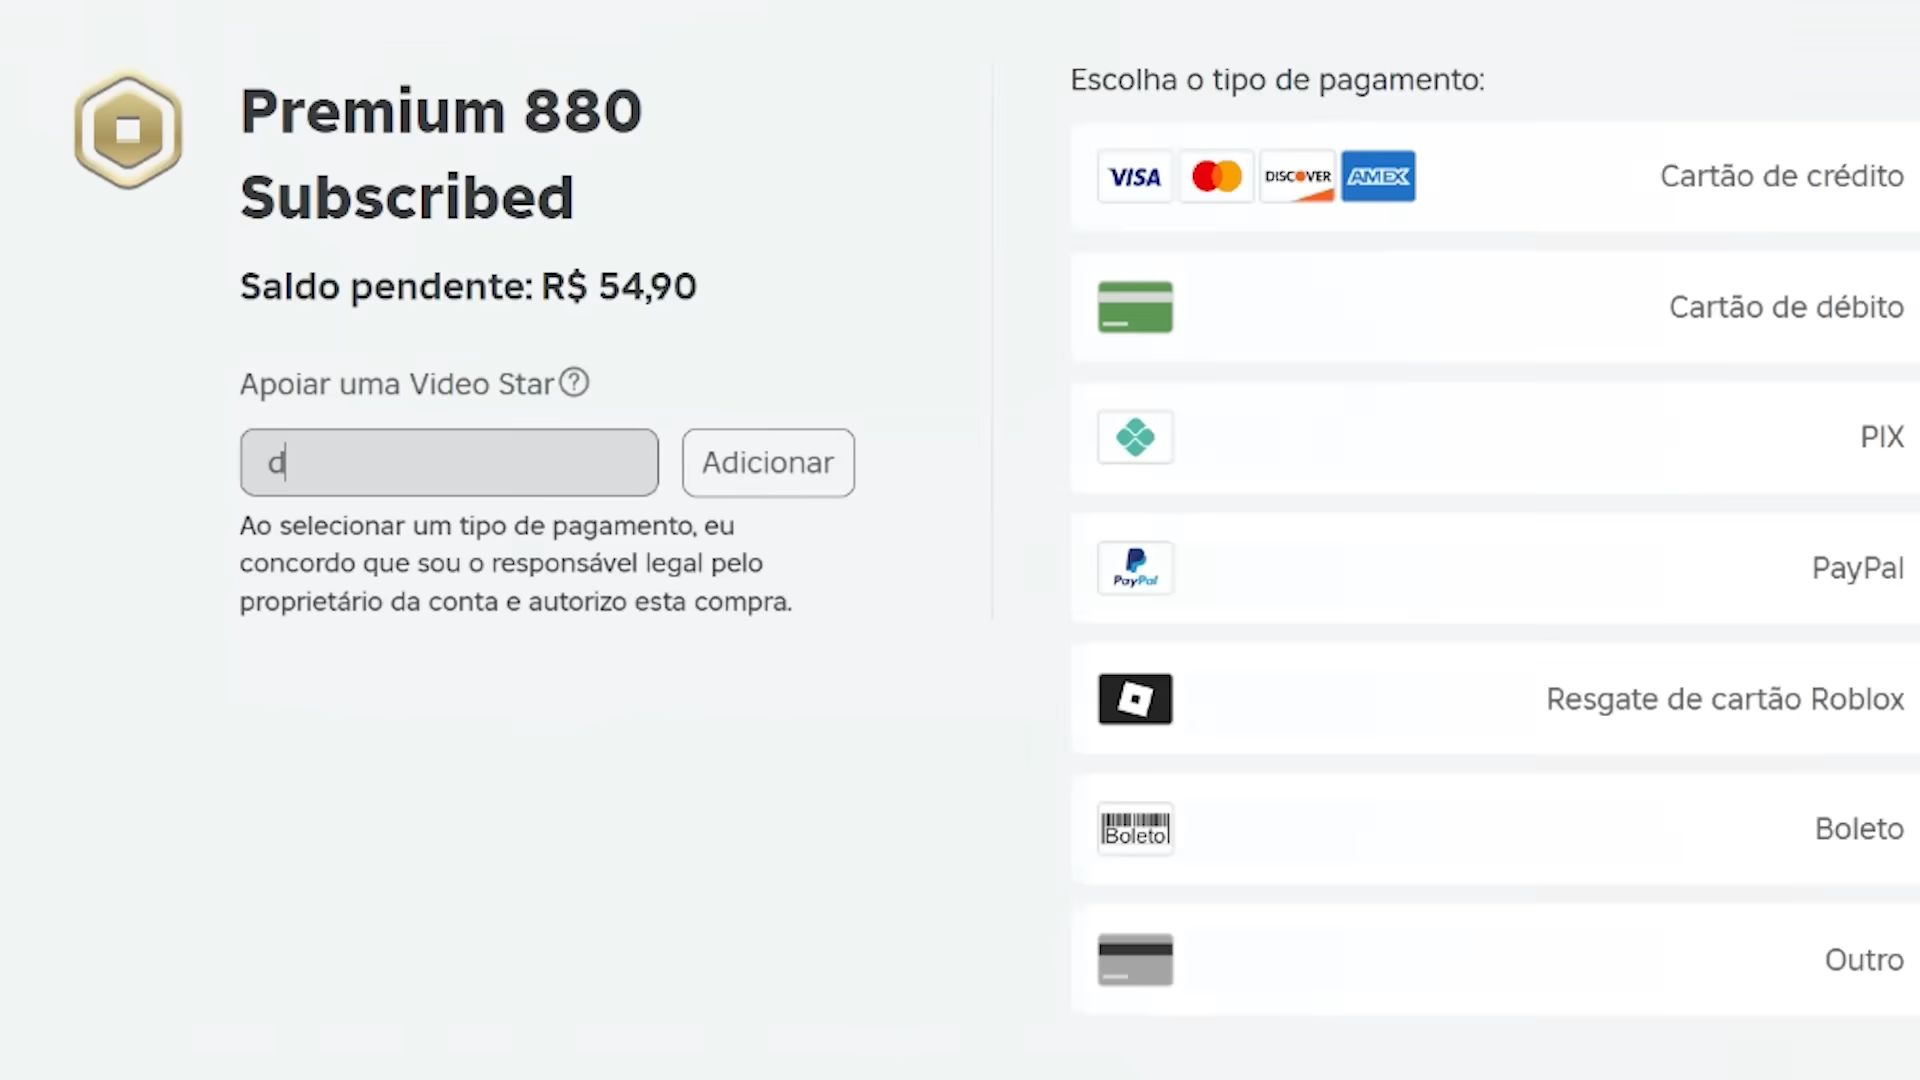 Premium 880
Subscribed
Saldo pendente: R$ 54,90
Apoiar uma Video Star?
d
Adicionar
Ao selecionar um tipo de pagamento, eu
concordo que sou o responsável legal pelo
proprietário da conta e autorizo esta compra.
Escolha o tipo de pagamento:
VISA DISCOVER AMEX Cartão de crédito
Cartão de débito
PIX
PayPal PayPal
Resgate de cartão Roblox
Boleto Boleto
Outro